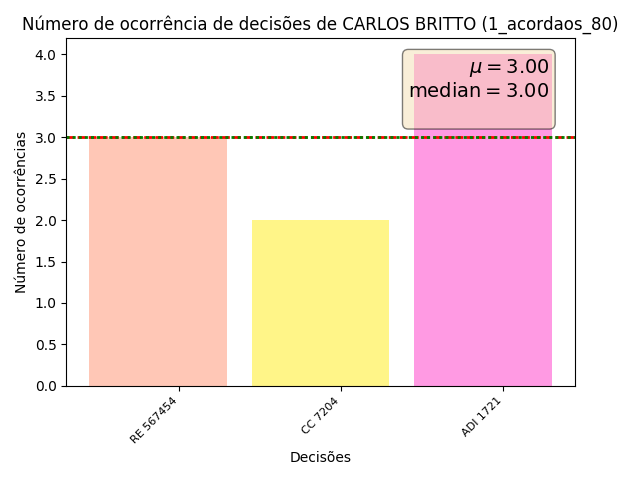 Número de ocorrência de decisões de CARLOS BRITTO (1_acordaos_80)
μ = 3.00
median = 3.00
Número de ocorrências
4.0
3.5
3.0
2.5
2.0
1.5
1.0
0.5
0.0
RE 567454
CC 7204
ADI 1721
Decisões